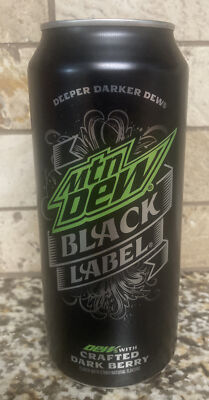 DEEPER DARKER DEW®
mtn
DEW®
BLACK
LABEL®
DEW® WITH
CRAFTED
DARK BERRY